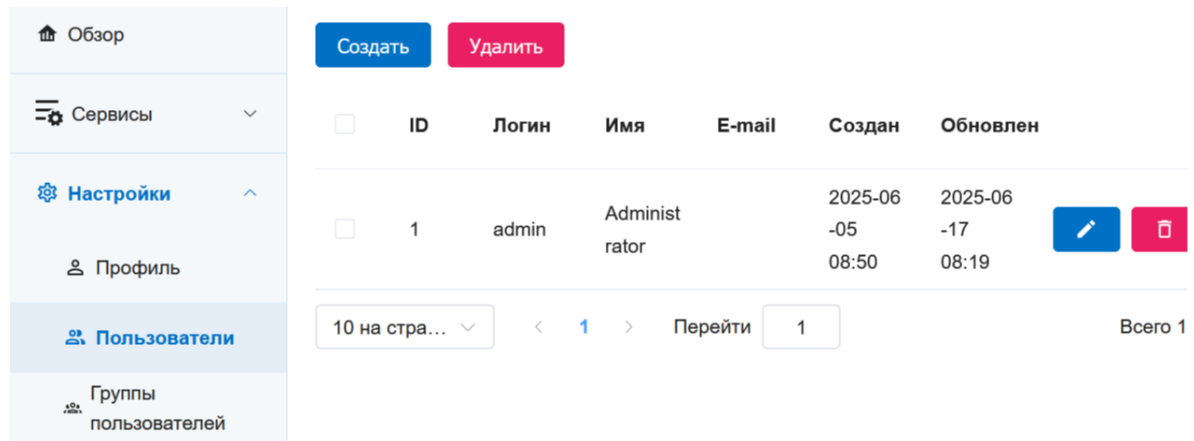 Обзор
Сервисы
Настройки
Профиль
Пользователи
Группы
пользователей
Создать Удалить
ID Логин Имя E-mail Создан Обновлен
1 admin Administ
rator 2025-06
-05
08:50 2025-06
-17
08:19
10 на стра... 1 Перейти 1 Всего 1